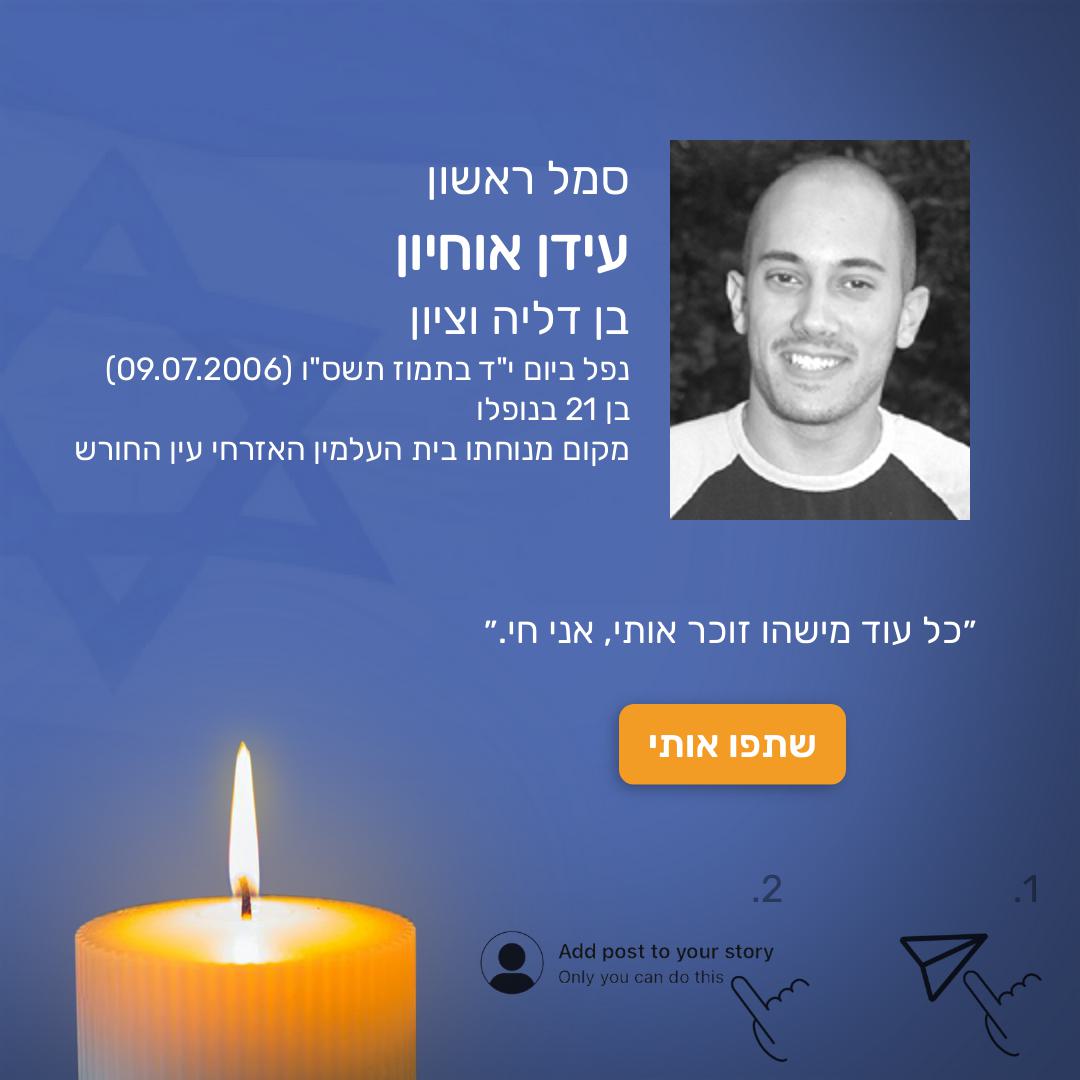 סמל ראשון
עידן אוחיון
בן דליה וציון
נפל ביום י"ד בתמוז תשס"ו (09.07.2006)
בן 21 בנופלו
מקום מנוחתו בית העלמין האזרחי עין החורש
״כל עוד מישהו זוכר אותי, אני חי.״
שתפו אותי
1.
2.
Add post to your story
Only you can do this